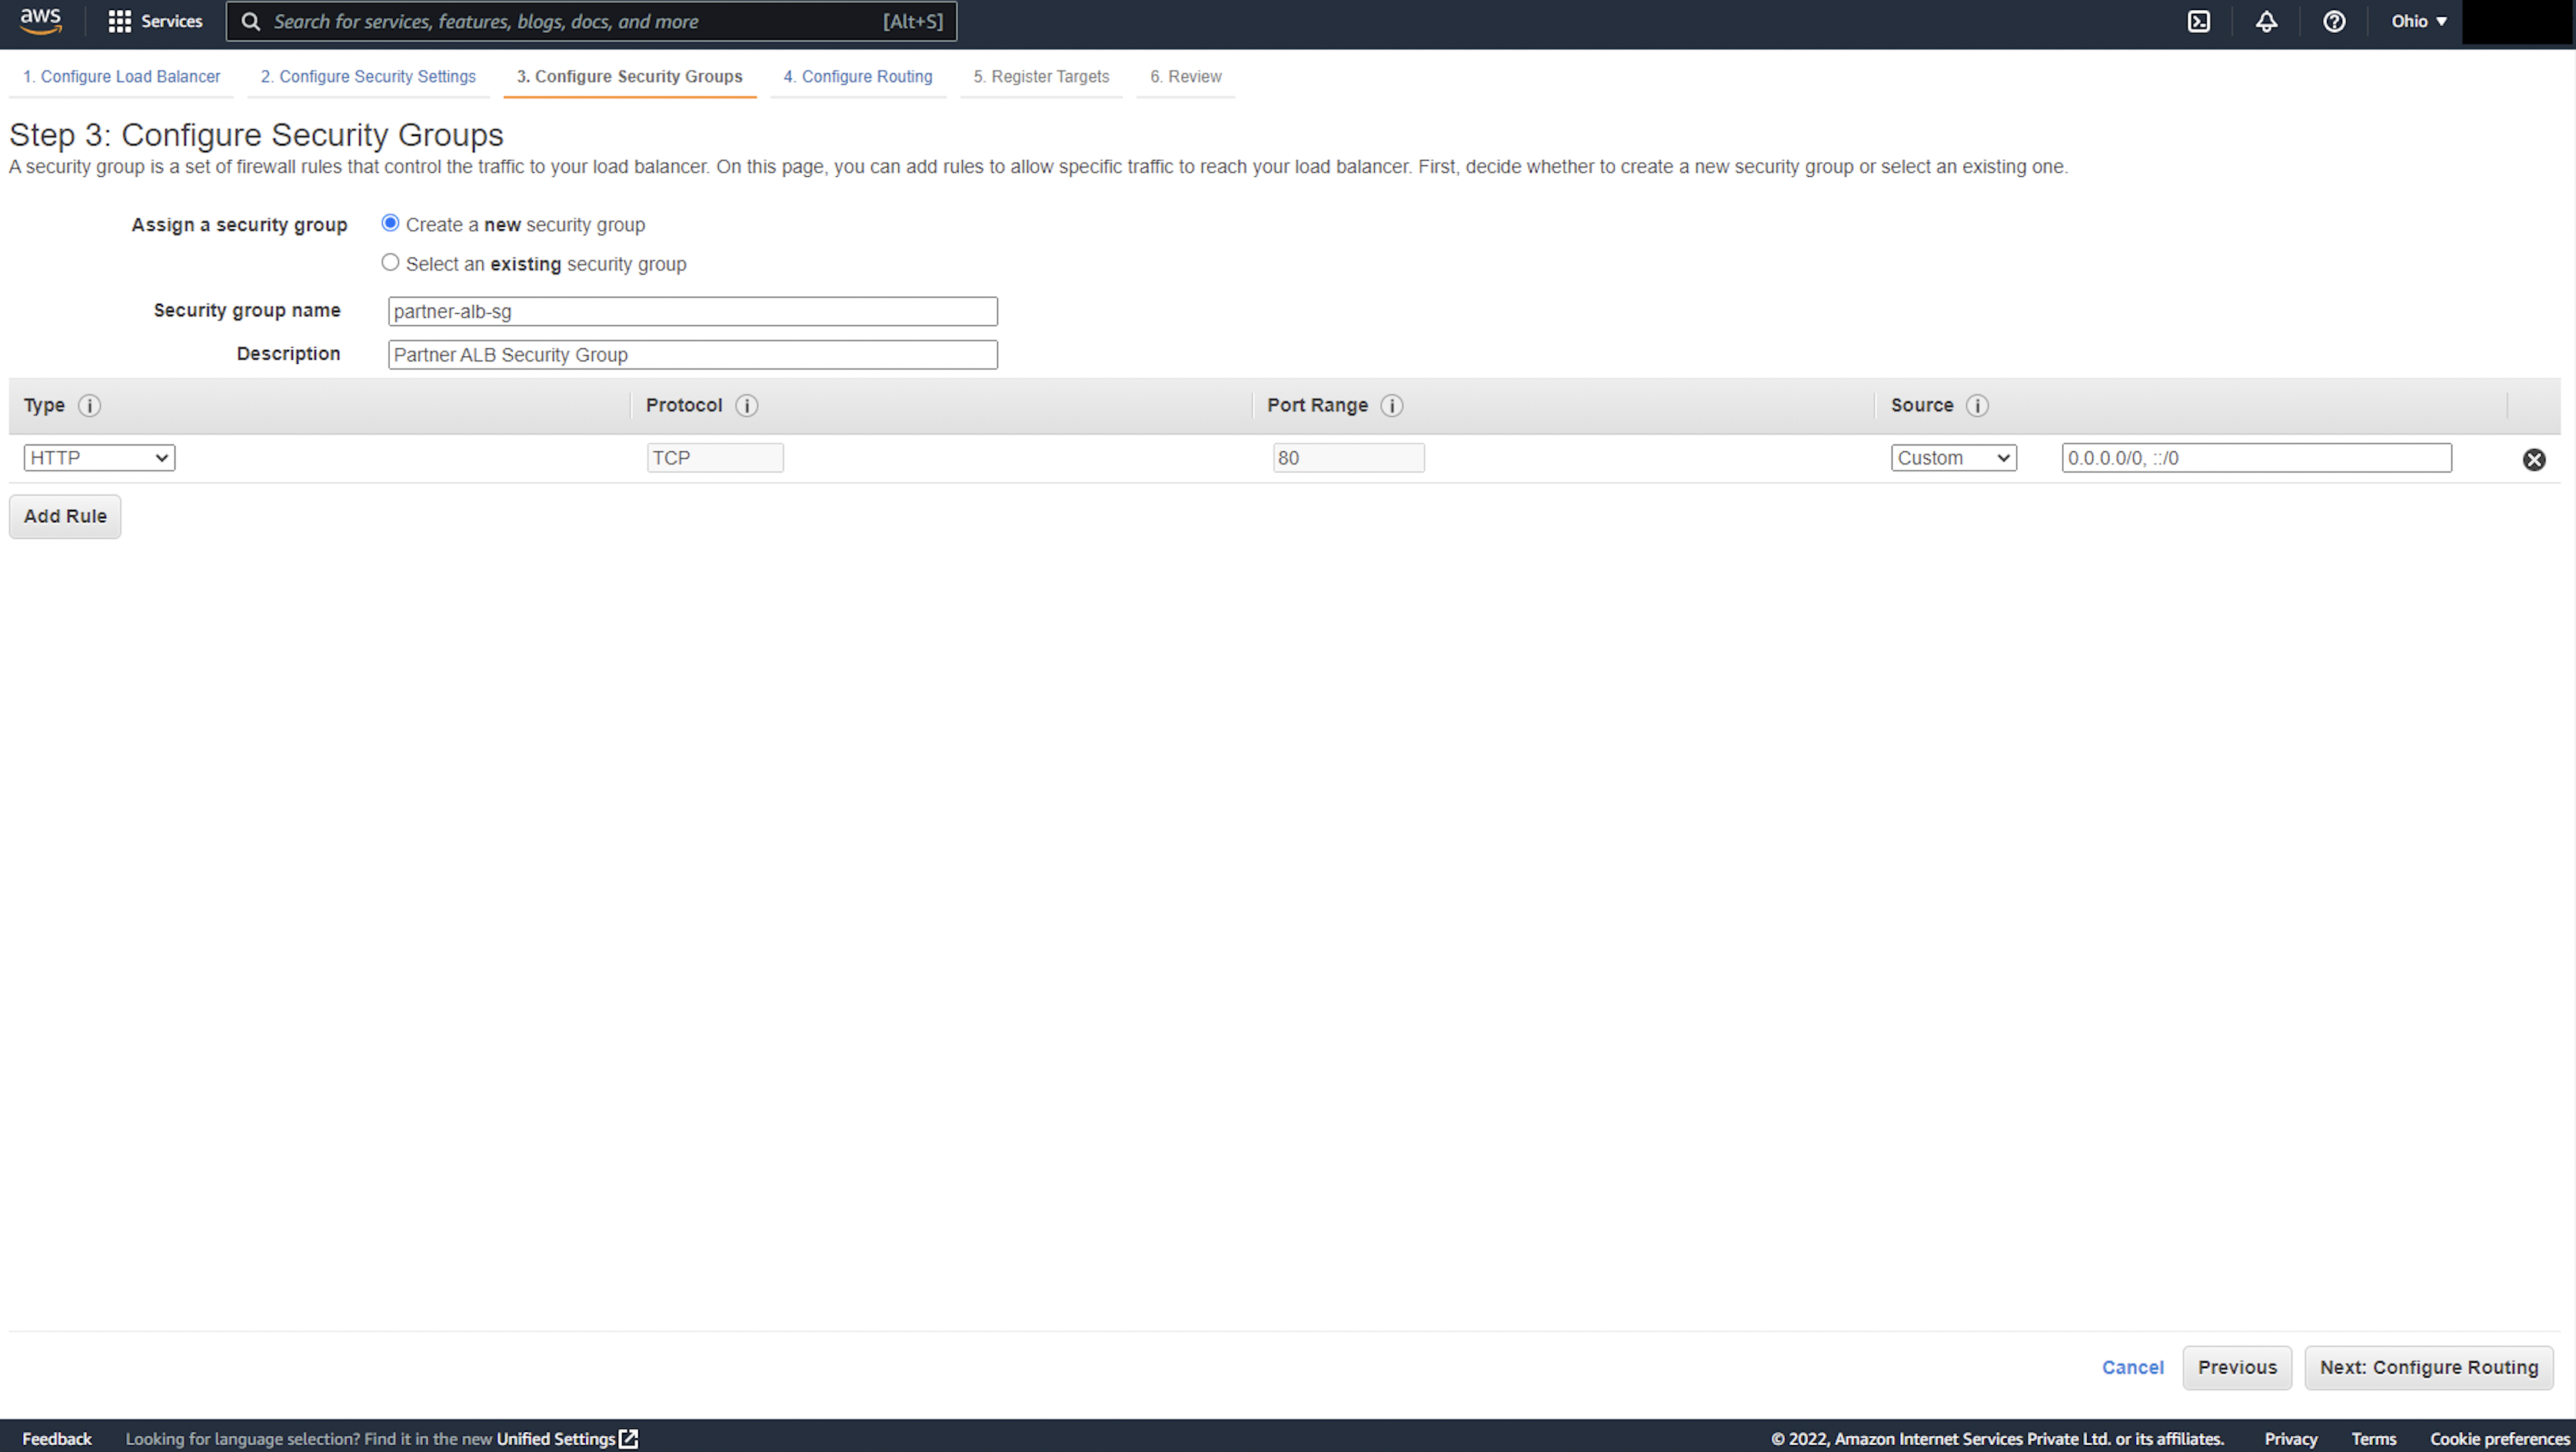 aws Services Search for services, features, blogs, docs, and more [Alt+S] Ohio
1. Configure Load Balancer 2. Configure Security Settings 3. Configure Security Groups 4. Configure Routing 5. Register Targets 6. Review
Step 3: Configure Security Groups
A security group is a set of firewall rules that control the traffic to your load balancer. On this page, you can add rules to allow specific traffic to reach your load balancer. First, decide whether to create a new security group or select an existing one.
Assign a security group Create a new security group
Select an existing security group
Security group name partner-alb-sg
Description Partner ALB Security Group
Type Protocol Port Range Source
HTTP TCP 80 Custom 0.0.0.0/0, ::/0
Add Rule
Cancel Previous Next: Configure Routing
Feedback Looking for language selection? Find it in the new Unified Settings © 2022, Amazon Internet Services Private Ltd. or its affiliates. Privacy Terms Cookie preferences